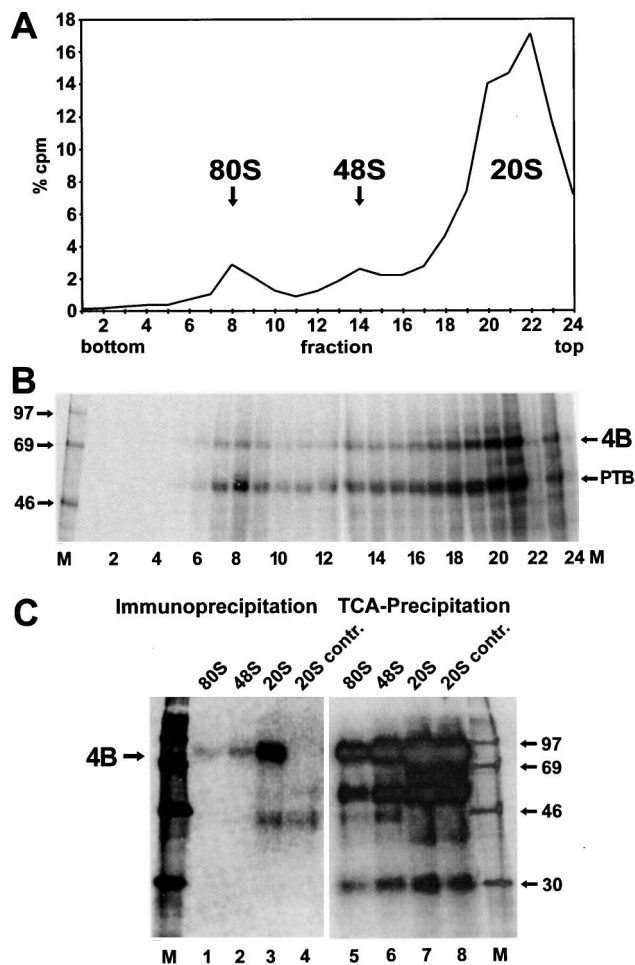 A
18
16
14
12
10
8
6
4
2
0
% cpm
80S
48S
20S
2 4 6 8 10 12 14 16 18 20 22 24
bottom fraction top
B
97
69
46
4B
PTB
M 2 4 6 8 10 12 14 16 18 20 22 24 M
C
Immunoprecipitation TCA-Precipitation
80S 48S 20S 20S contr. 80S 48S 20S 20S contr.
4B
97
69
46
30
M 1 2 3 4 5 6 7 8 M